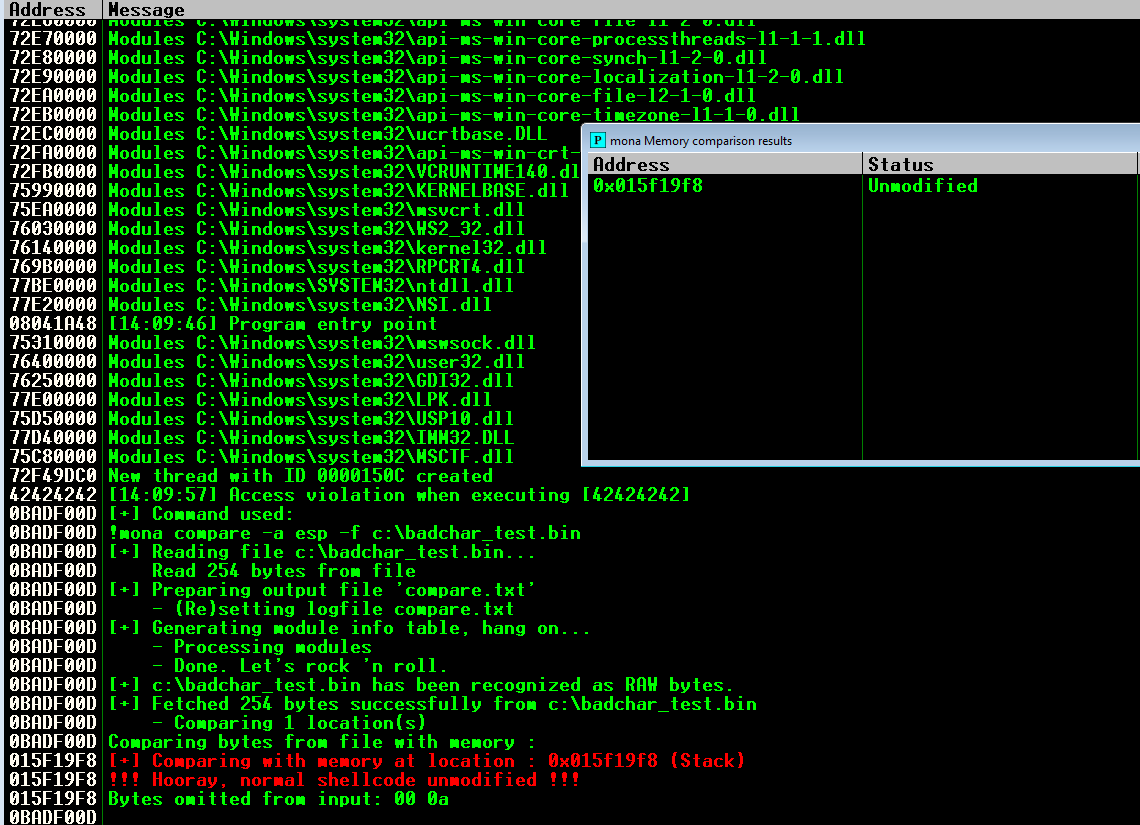 Address Message
72E60000 Modules C:\Windows\system32\api-ms-win-core-file-l1-2-0.dll
72E70000 Modules C:\Windows\system32\api-ms-win-core-processthreads-l1-1-1.dll
72E80000 Modules C:\Windows\system32\api-ms-win-core-synch-l1-2-0.dll
72E90000 Modules C:\Windows\system32\api-ms-win-core-localization-l1-2-0.dll
72EA0000 Modules C:\Windows\system32\api-ms-win-core-file-l2-1-0.dll
72EB0000 Modules C:\Windows\system32\api-ms-win-core-timezone-l1-1-0.dll
72EC0000 Modules C:\Windows\system32\ucrtbase.DLL
72FA0000 Modules C:\Windows\system32\api-ms-win-crt-
72FB0000 Modules C:\Windows\system32\VCRUNTIME140.dl
75990000 Modules C:\Windows\system32\KERNELBASE.dll
75EA0000 Modules C:\Windows\system32\msvcrt.dll
76030000 Modules C:\Windows\system32\WS2_32.dll
76140000 Modules C:\Windows\system32\kernel32.dll
769B0000 Modules C:\Windows\system32\RPCRT4.dll
77BE0000 Modules C:\Windows\SYSTEM32\ntdll.dll
77E20000 Modules C:\Windows\system32\NSI.dll
08041A48 [14:09:46] Program entry point
75310000 Modules C:\Windows\system32\mswsock.dll
76400000 Modules C:\Windows\system32\user32.dll
76250000 Modules C:\Windows\system32\GDI32.dll
77E00000 Modules C:\Windows\system32\LPK.dll
75D50000 Modules C:\Windows\system32\USP10.dll
77D40000 Modules C:\Windows\system32\IMM32.DLL
75C80000 Modules C:\Windows\system32\MSCTF.dll
72F49DC0 New thread with ID 0000150C created
42424242 [14:09:57] Access violation when executing [42424242]
0BADF00D [+] Command used:
0BADF00D !mona compare -a esp -f c:\badchar_test.bin
0BADF00D [+] Reading file c:\badchar_test.bin...
0BADF00D Read 254 bytes from file
0BADF00D [+] Preparing output file 'compare.txt'
0BADF00D - (Re)setting logfile compare.txt
0BADF00D [+] Generating module info table, hang on...
0BADF00D - Processing modules
0BADF00D - Done. Let's rock 'n roll.
0BADF00D [+] c:\badchar_test.bin has been recognized as RAW bytes.
0BADF00D [+] Fetched 254 bytes successfully from c:\badchar_test.bin
0BADF00D - Comparing 1 location(s)
0BADF00D Comparing bytes from file with memory :
015F19F8 [+] Comparing with memory at location : 0x015f19f8 (Stack)
015F19F8 !!! Hooray, normal shellcode unmodified !!!
015F19F8 Bytes omitted from input: 00 0a
0BADF00D
P mona Memory comparison results
Address Status
0x015f19f8 Unmodified